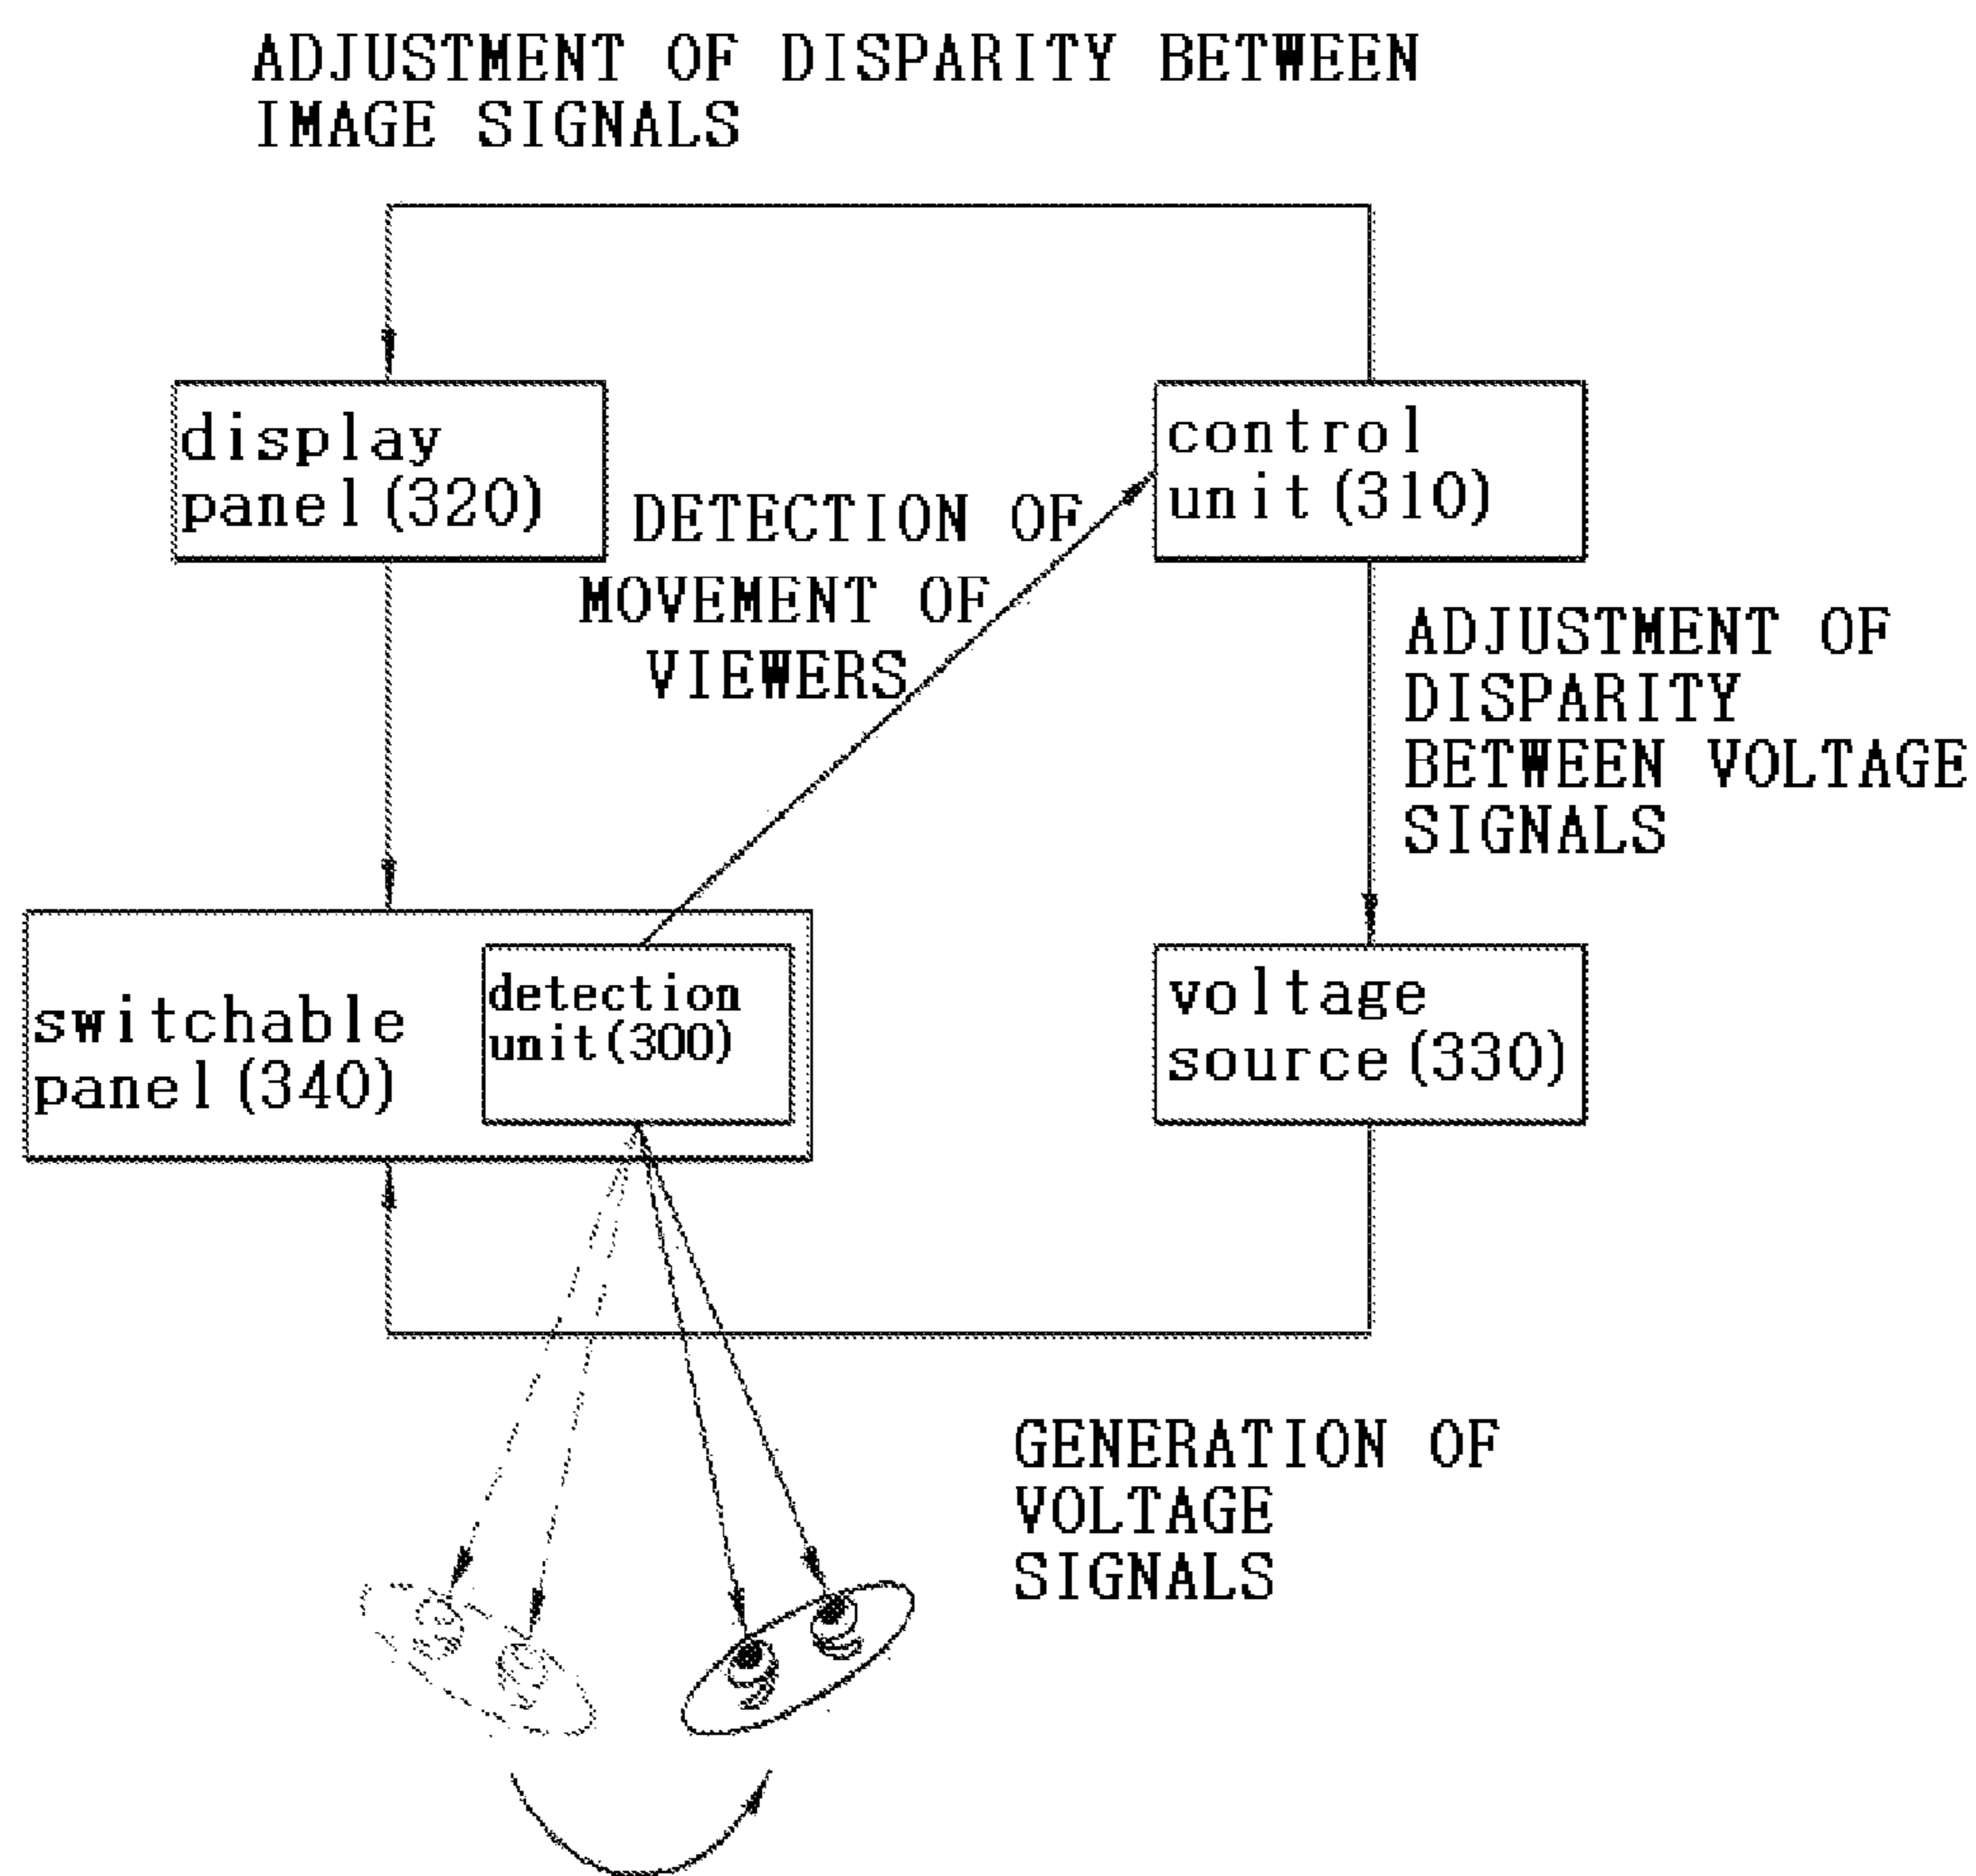 ADJUSTMENT OF DISPARITY BETWEEN
IMAGE SIGNALS
display
panel(320)
control
unit(310)
DETECTION OF
MOVEMENT OF
VIEWERS
ADJUSTMENT OF
DISPARITY
BETWEEN VOLTAGE
SIGNALS
switchable
panel(340)
detection
unit(300)
voltage
source(330)
GENERATION OF
VOLTAGE
SIGNALS